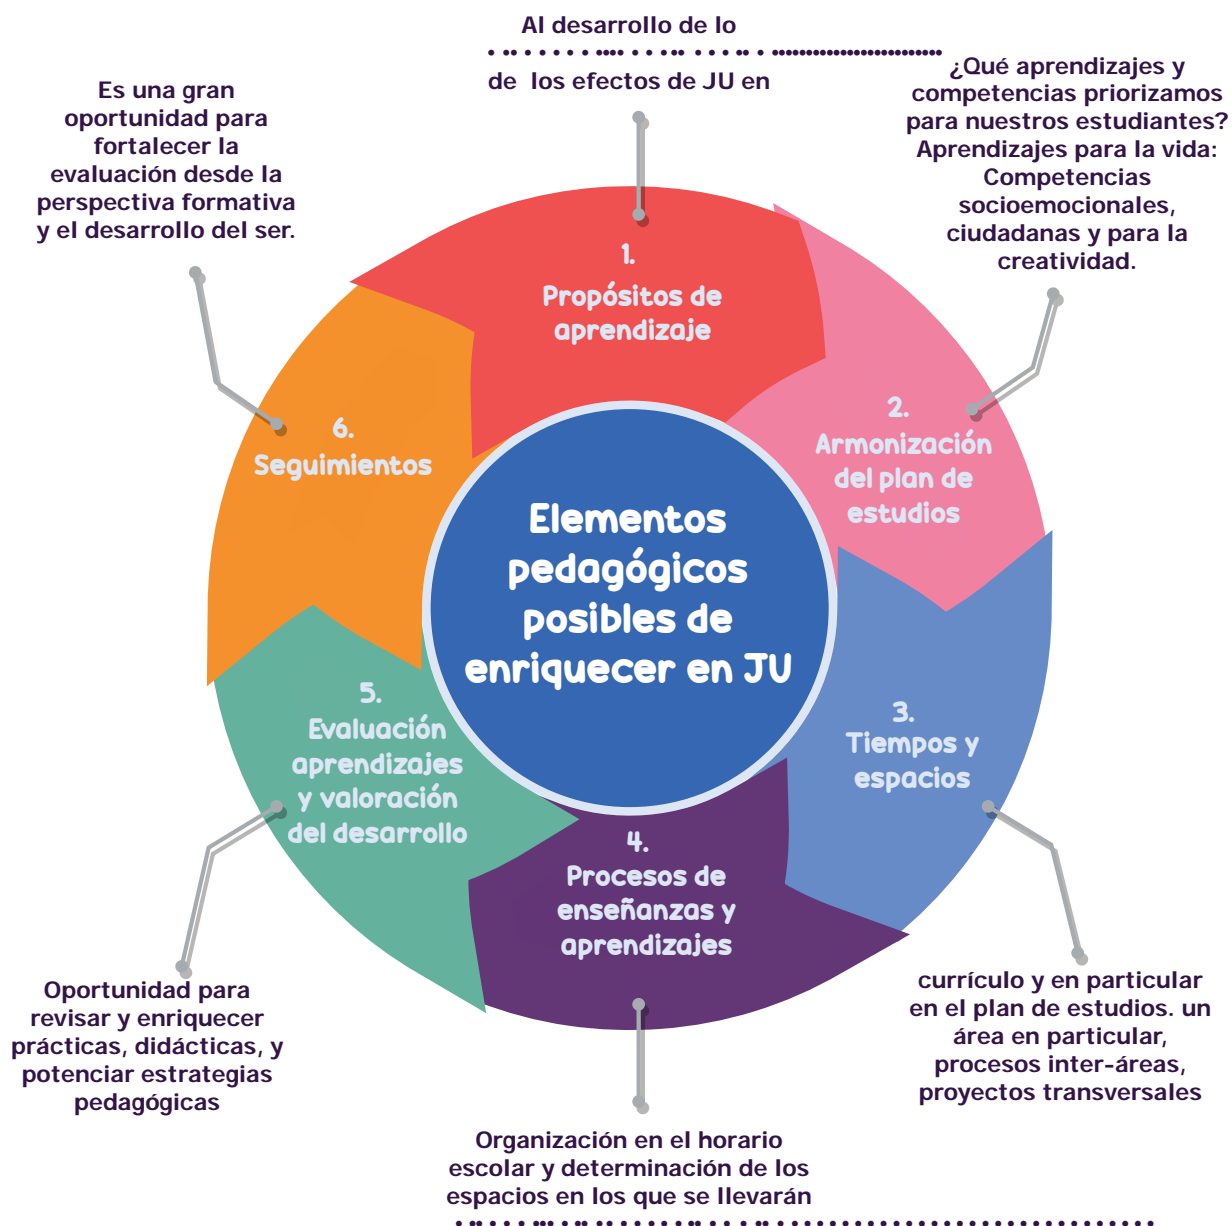 Al desarrollo de lo
de los efectos de JU en
¿Qué aprendizajes y
competencias priorizamos
para nuestros estudiantes?
Aprendizajes para la vida:
Competencias
socioemocionales,
ciudadanas y para la
creatividad.
Es una gran
oportunidad para
fortalecer la
evaluación desde la
perspectiva formativa
y el desarrollo del ser.
1.
Propósitos de
aprendizaje
2.
Armonización
del plan de
estudios
3.
Tiempos y
espacios
4.
Procesos de
enseñanzas y
aprendizajes
5.
Evaluación
aprendizajes
y valoración
del desarrollo
6.
Seguimientos
Elementos
pedagógicos
posibles de
enriquecer en JU
currículo y en particular
en el plan de estudios. un
área en particular,
procesos inter-áreas,
proyectos transversales
Organización en el horario
escolar y determinación de los
espacios en los que se llevarán
Oportunidad para
revisar y enriquecer
prácticas, didácticas, y
potenciar estrategias
pedagógicas